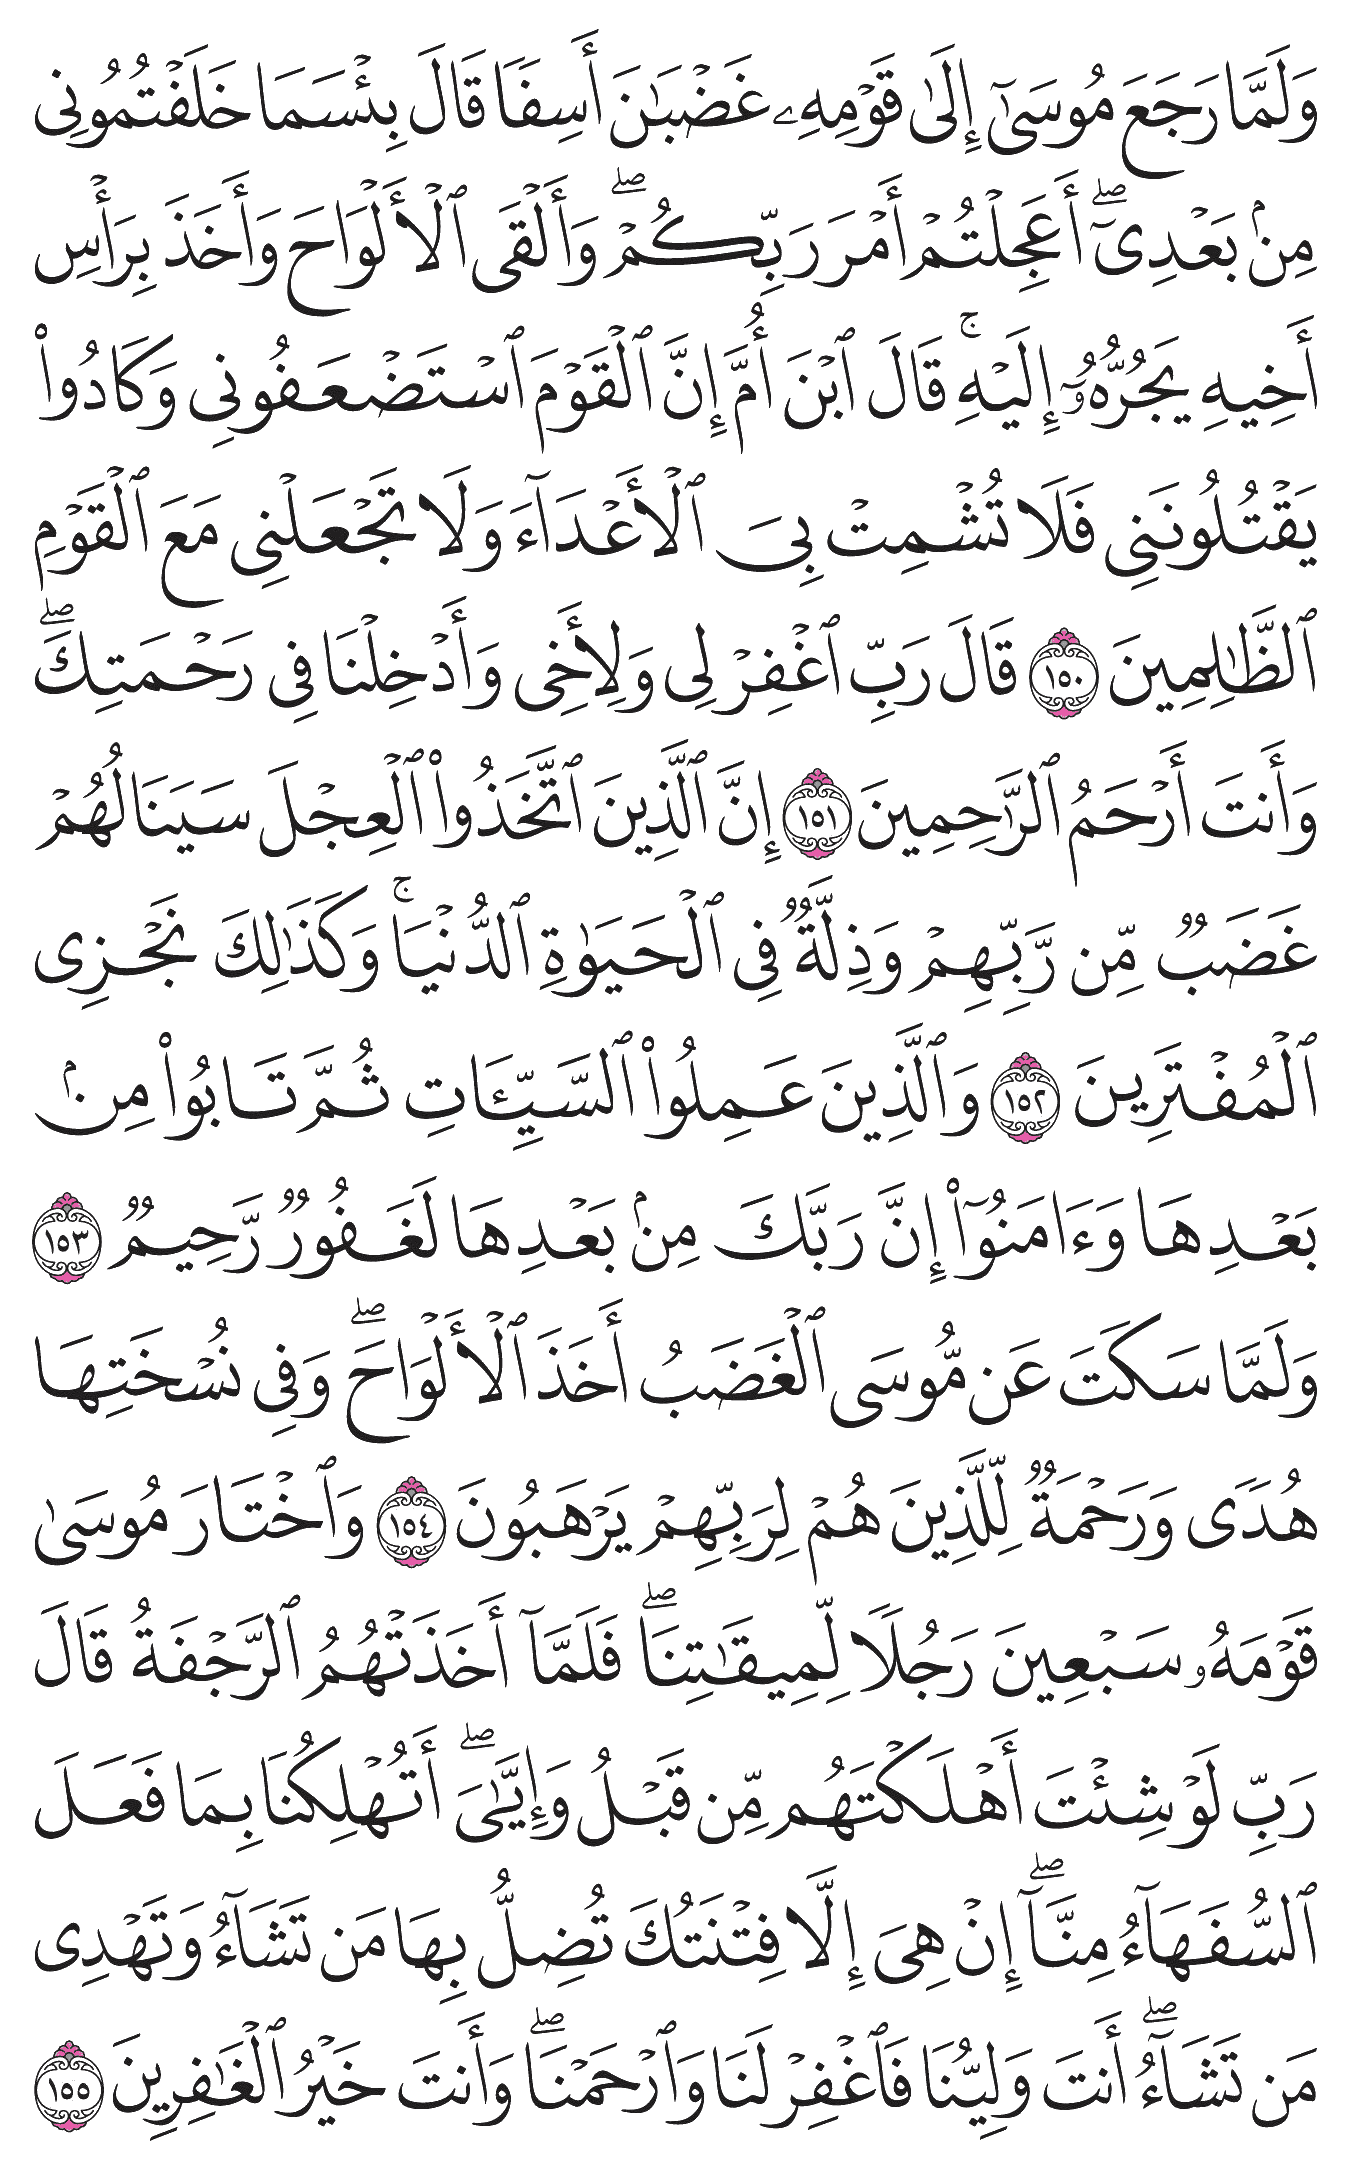 وَلَمَّا رَجَعَ مُوسَىٰٓ إِلَىٰ قَوْمِهِۦ غَضْبَٰنَ أَسِفًا قَالَ بِئْسَمَا خَلَفْتُمُونِى
مِنۢ بَعْدِىٓ ۖ أَعَجِلْتُمْ أَمْرَ رَبِّكُمْ ۖ وَأَلْقَى ٱلْأَلْوَاحَ وَأَخَذَ بِرَأْسِ
أَخِيهِ يَجُرُّهُۥٓ إِلَيْهِ ۚ قَالَ ٱبْنَ أُمَّ إِنَّ ٱلْقَوْمَ ٱسْتَضْعَفُونِى وَكَادُوا۟
يَقْتُلُونَنِى فَلَا تُشْمِتْ بِىَ ٱلْأَعْدَآءَ وَلَا تَجْعَلْنِى مَعَ ٱلْقَوْمِ
ٱلظَّٰلِمِينَ ١٥٠ قَالَ رَبِّ ٱغْفِرْ لِى وَلِأَخِى وَأَدْخِلْنَا فِى رَحْمَتِكَ ۖ
وَأَنتَ أَرْحَمُ ٱلرَّٰحِمِينَ ١٥١ إِنَّ ٱلَّذِينَ ٱتَّخَذُوا۟ ٱلْعِجْلَ سَيَنَالُهُمْ
غَضَبٌ مِّن رَّبِّهِمْ وَذِلَّةٌ فِى ٱلْحَيَوٰةِ ٱلدُّنْيَا ۚ وَكَذَٰلِكَ نَجْزِى
ٱلْمُفْتَرِينَ ١٥٢ وَٱلَّذِينَ عَمِلُوا۟ ٱلسَّيِّـَٔاتِ ثُمَّ تَابُوا۟ مِنۢ
بَعْدِهَا وَءَامَنُوٓا۟ إِنَّ رَبَّكَ مِنۢ بَعْدِهَا لَغَفُورٌ رَّحِيمٌ ١٥٣
وَلَمَّا سَكَتَ عَن مُّوسَى ٱلْغَضَبُ أَخَذَ ٱلْأَلْوَاحَ ۖ وَفِى نُسْخَتِهَا
هُدًى وَرَحْمَةٌ لِّلَّذِينَ هُمْ لِرَبِّهِمْ يَرْهَبُونَ ١٥٤ وَٱخْتَارَ مُوسَىٰ
قَوْمَهُۥ سَبْعِينَ رَجُلًا لِّمِيقَٰتِنَا ۖ فَلَمَّآ أَخَذَتْهُمُ ٱلرَّجْفَةُ قَالَ
رَبِّ لَوْ شِئْتَ أَهْلَكْتَهُم مِّن قَبْلُ وَإِيَّٰىَ ۖ أَتُهْلِكُنَا بِمَا فَعَلَ
ٱلسُّفَهَآءُ مِنَّآ ۖ إِنْ هِىَ إِلَّا فِتْنَتُكَ تُضِلُّ بِهَا مَن تَشَآءُ وَتَهْدِى
مَن تَشَآءُ ۖ أَنتَ وَلِيُّنَا فَٱغْفِرْ لَنَا وَٱرْحَمْنَا ۖ وَأَنتَ خَيْرُ ٱلْغَٰفِرِينَ ١٥٥